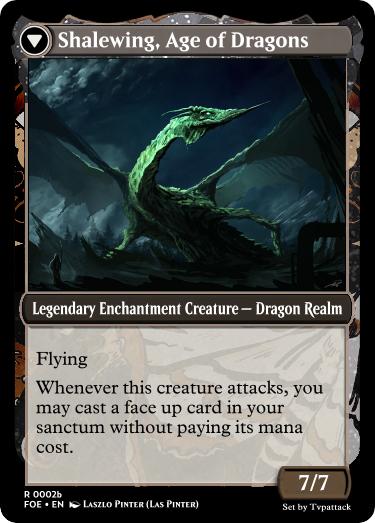 Shalewing, Age of Dragons
Legendary Enchantment Creature — Dragon Realm
Flying
Whenever this creature attacks, you
may cast a face up card in your
sanctum without paying its mana
cost.
7/7
R 0002b
FOE • EN Laszlo Pinter (Las Pinter)
Set by Tvpattack